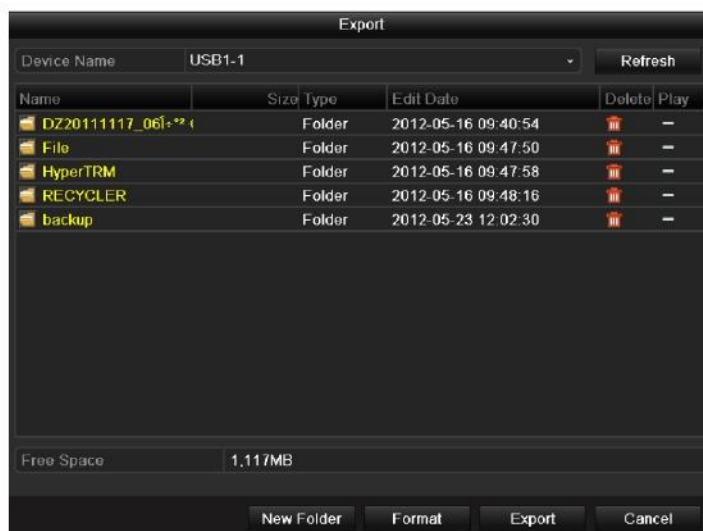 Export
Device Name USB1-1 Refresh
Name Size Type Edit Date Delete Play
DZ20111117_06Î÷°² ( Folder 2012-05-16 09:40:54 –
File Folder 2012-05-16 09:47:50 –
HyperTRM Folder 2012-05-16 09:47:58 –
RECYCLER Folder 2012-05-16 09:48:16 –
backup Folder 2012-05-23 12:02:30 –
Free Space 1,117MB
New Folder Format Export Cancel